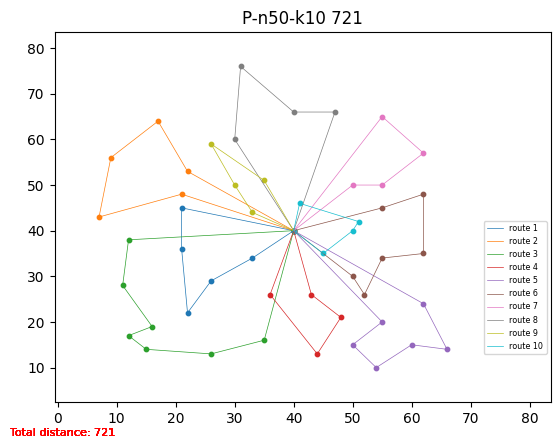 P-n50-k10 721
80
70
60
50
40
30
20
10
0 10 20 30 40 50 60 70 80
route 1
route 2
route 3
route 4
route 5
route 6
route 7
route 8
route 9
route 10
Total distance: 721